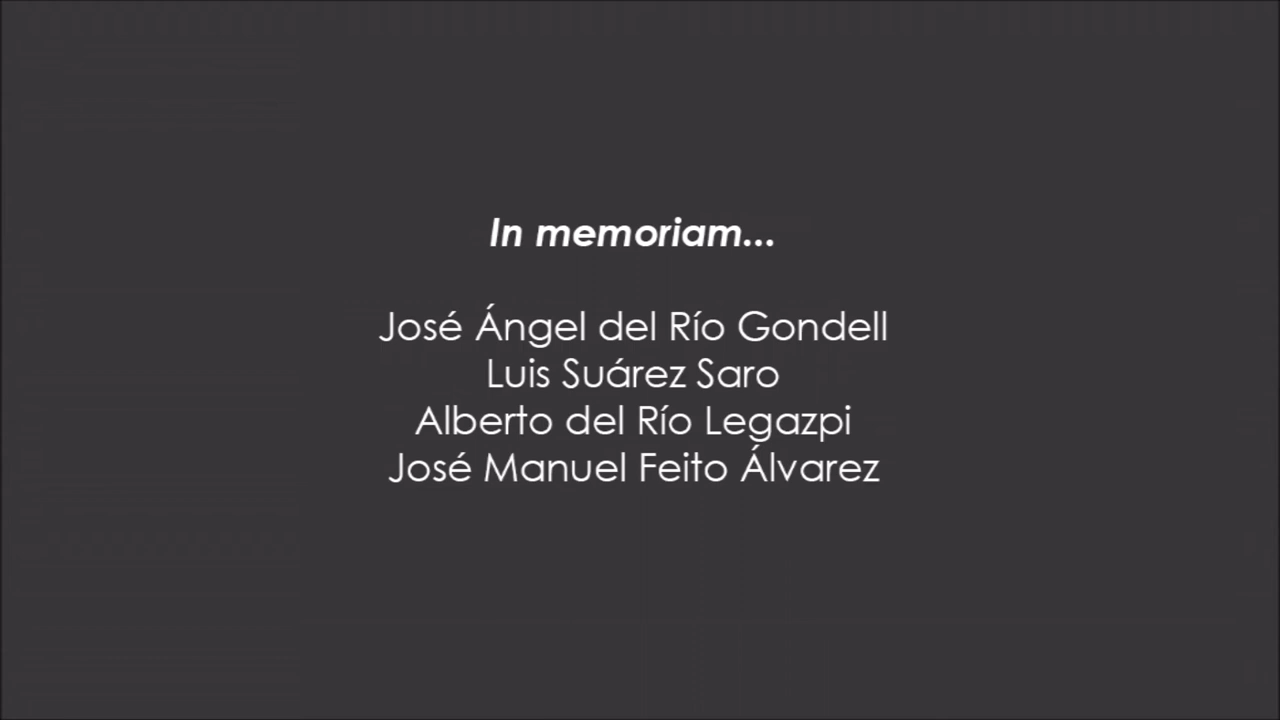 In memoriam...
José Ángel del Río Gondell
Luis Suárez Saro
Alberto del Río Legazpi
José Manuel Feito Álvarez